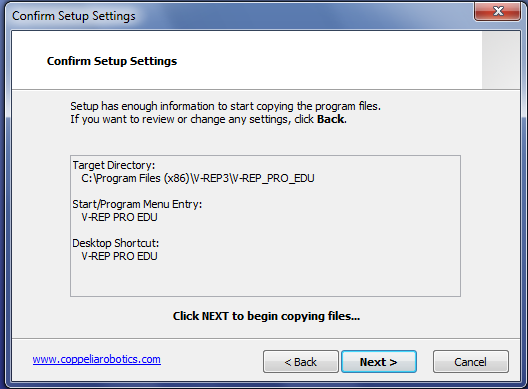 Confirm Setup Settings
Confirm Setup Settings
Setup has enough information to start copying the program files.
If you want to review or change any settings, click Back.
Target Directory:
C:\Program Files (x86)\V-REP3\V-REP_PRO_EDU
Start/Program Menu Entry:
V-REP PRO EDU
Desktop Shortcut:
V-REP PRO EDU
Click NEXT to begin copying files...
www.coppeliarobotics.com
< Back
Next >
Cancel